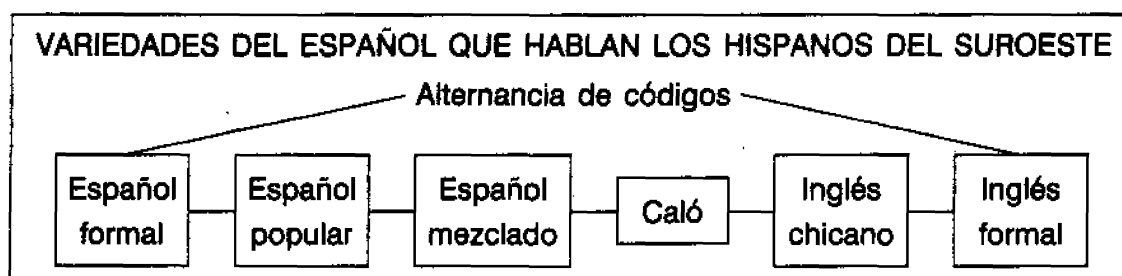 VARIEDADES DEL ESPAÑOL QUE HABLAN LOS HISPANOS DEL SUROESTE
Alternancia de códigos
Español
formal
Español
popular
Español
mezclado
Caló
Inglés
chicano
Inglés
formal